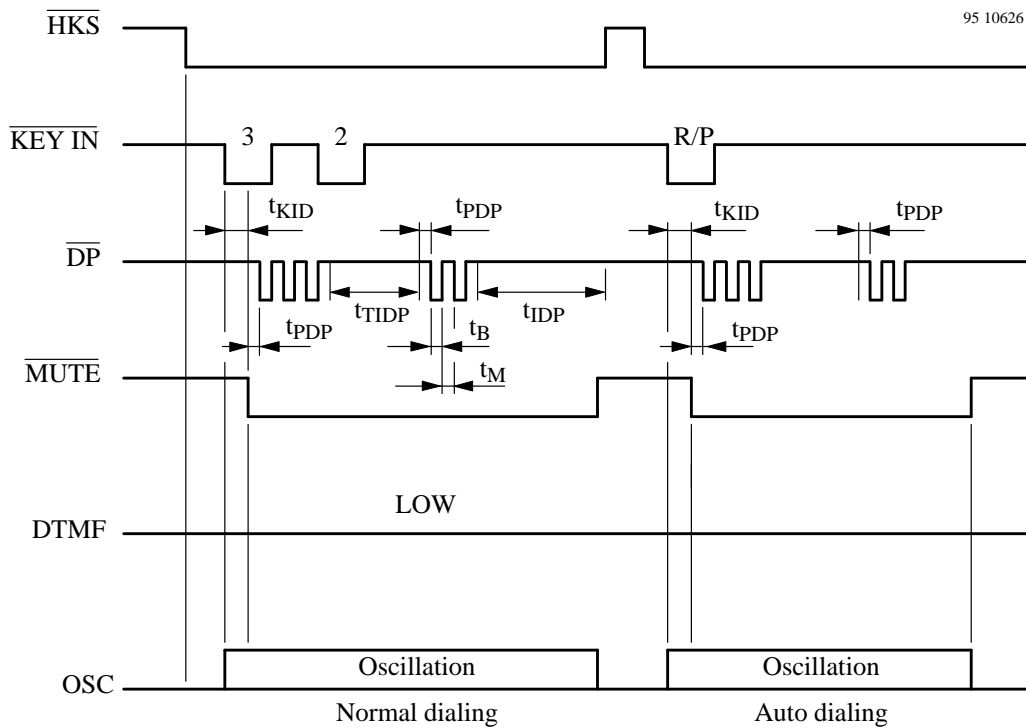 95 10626
HKS
KEY IN
3
2
R/P
tKID
tPDP
tKID
tPDP
DP
tTIDP
tIDP
tPDP
tB
tPDP
MUTE
tM
LOW
DTMF
Oscillation
Oscillation
OSC
Normal dialing
Auto dialing